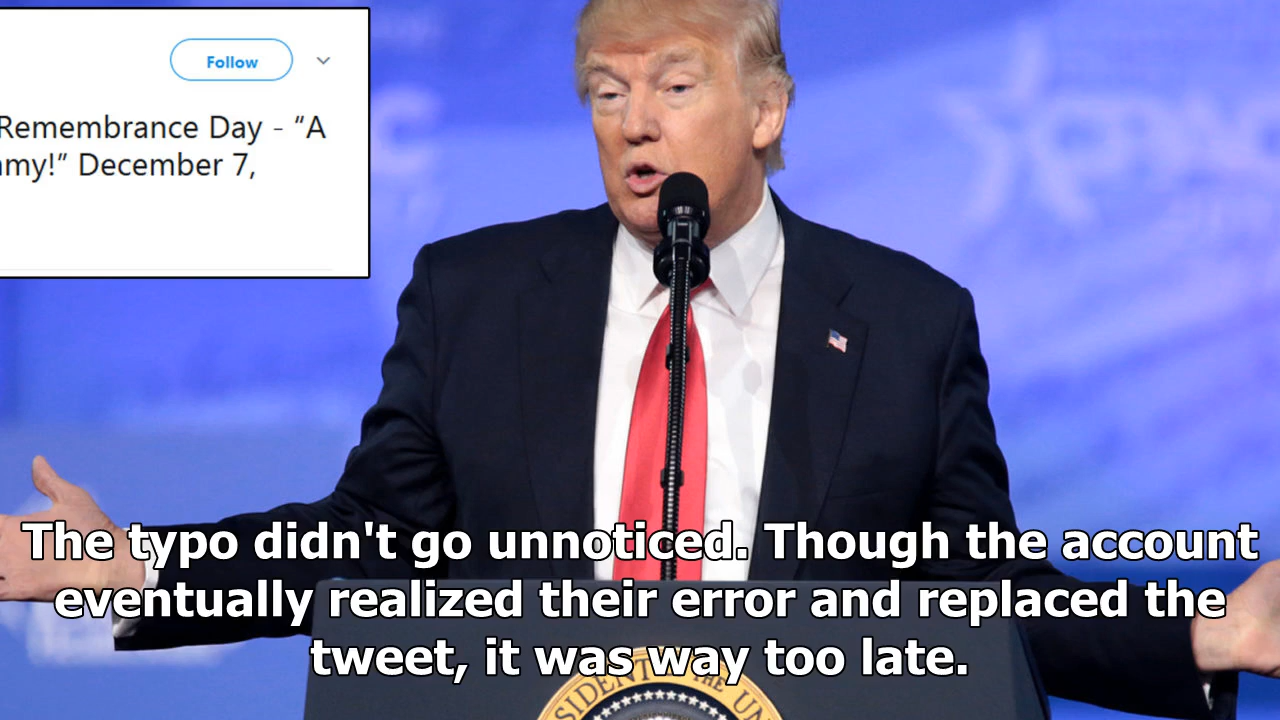 Follow
Remembrance Day - “A
my!” December 7,
CPAC
The typo didn't go unnoticed. Though the account
eventually realized their error and replaced the
tweet, it was way too late.